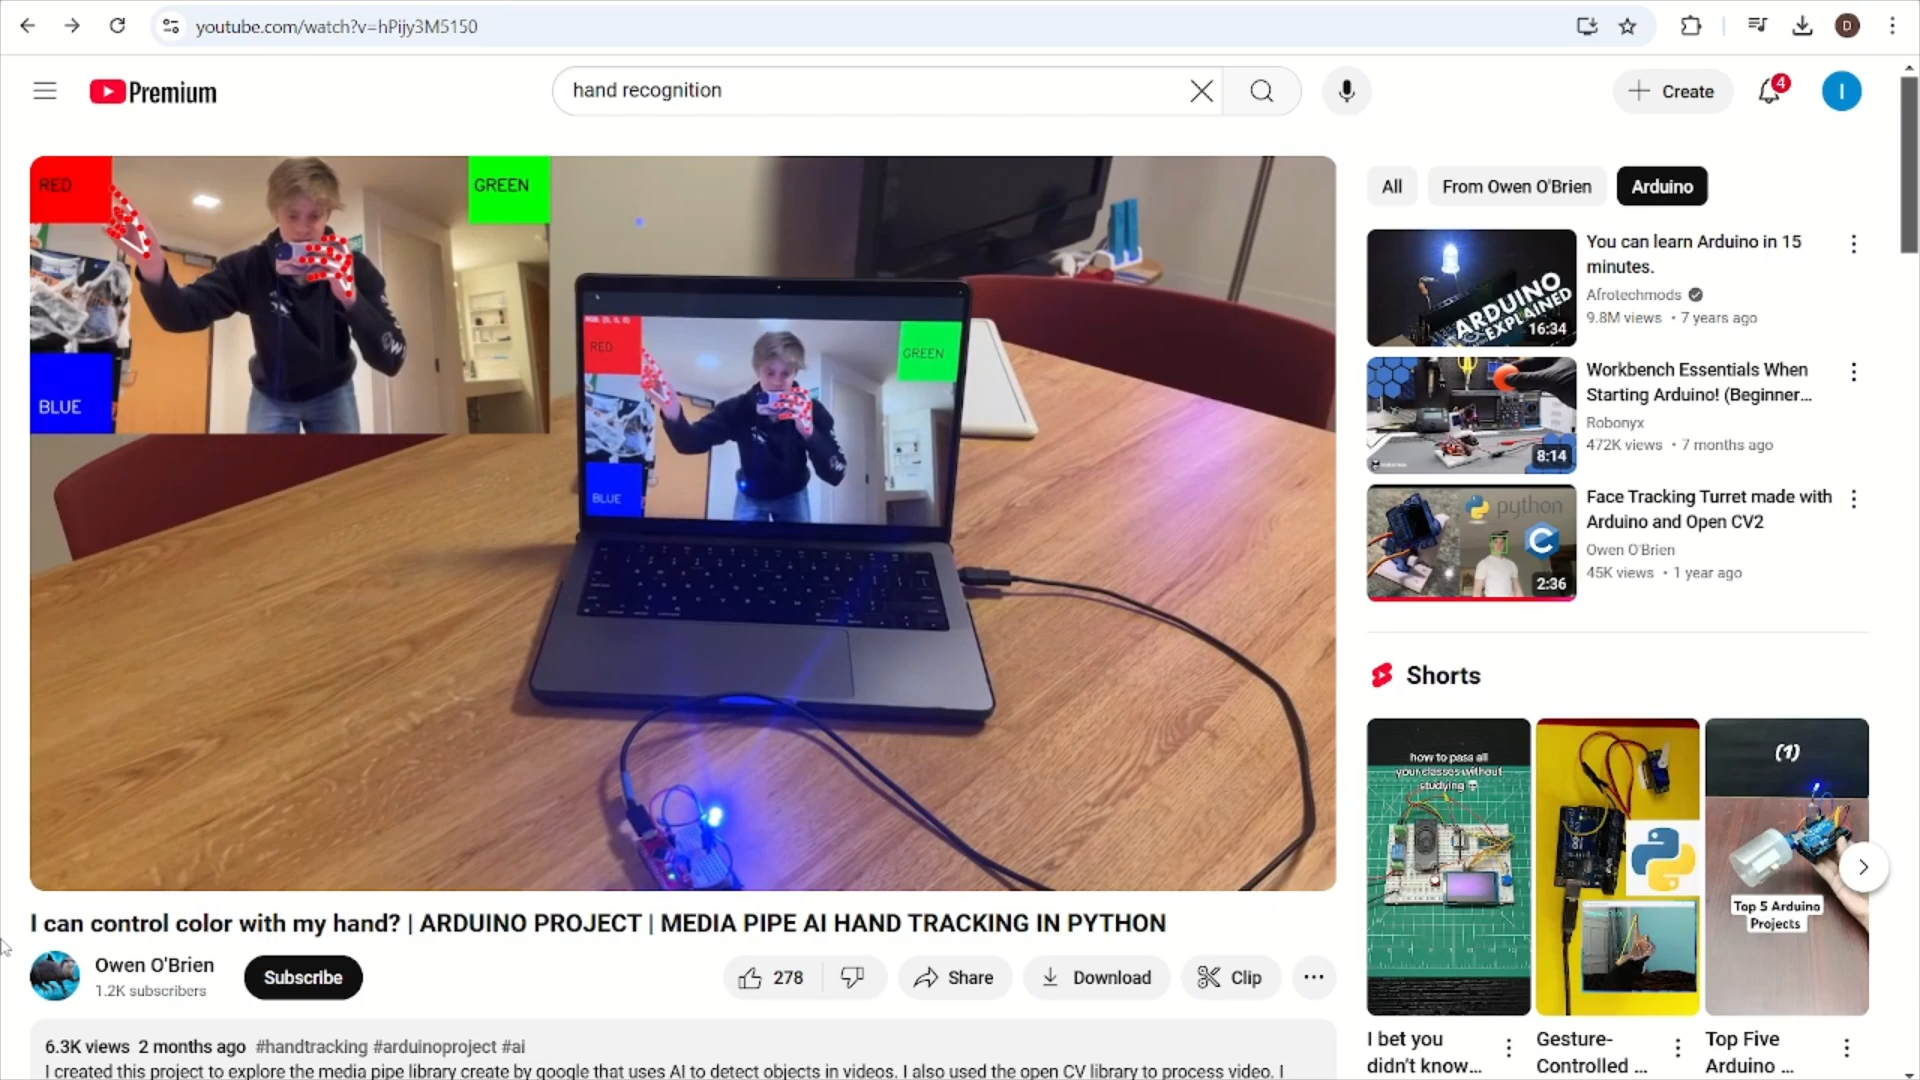 youtube.com/watch?v=hPijy3M5150
D
Premium
hand recognition
Create
4
I
RED
GREEN
BLUE
RED
GREEN
BLUE
All
From Owen O'Brien
Arduino
ARDUINO
EXPLAINED
16:34
You can learn Arduino in 15
minutes.
Afrotechmods
9.8M views • 7 years ago
8:14
Workbench Essentials When
Starting Arduino! (Beginner...
Robonyx
472K views • 7 months ago
python
C
2:36
Face Tracking Turret made with
Arduino and Open CV2
Owen O'Brien
45K views • 1 year ago
Shorts
how to pass all
your classes without
studying
(1)
Top 5 Arduino
Projects
I bet you
didn't know...
Gesture-
Controlled ...
Top Five
Arduino ...
I can control color with my hand? | ARDUINO PROJECT | MEDIA PIPE AI HAND TRACKING IN PYTHON
Owen O'Brien
1.2K subscribers
Subscribe
278
Share
Download
Clip
6.3K views 2 months ago #handtracking #arduinoproject #ai
I created this project to explore the media pipe library create by google that uses AI to detect objects in videos. I also used the open CV library to process video. I